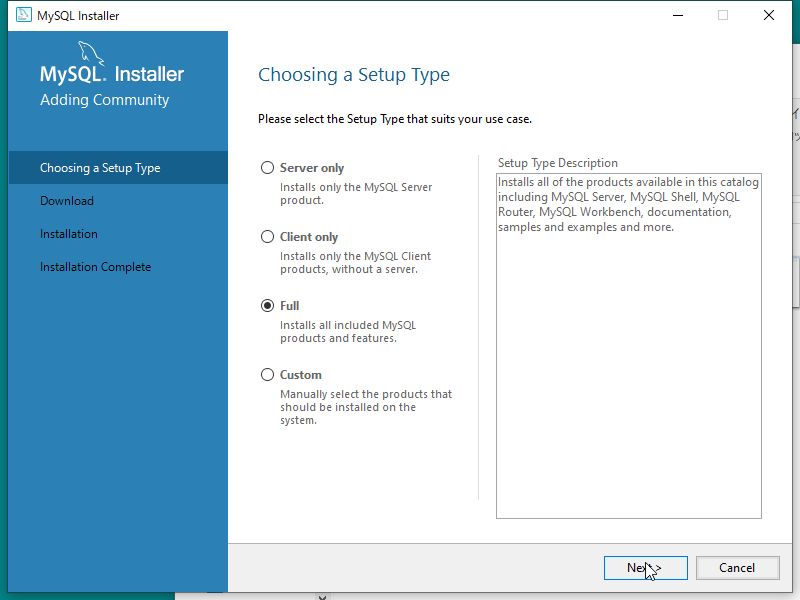 MySQL Installer
MySQL. Installer
Adding Community
Choosing a Setup Type
Download
Installation
Installation Complete
Choosing a Setup Type
Please select the Setup Type that suits your use case.
Server only
Installs only the MySQL Server
product.
Client only
Installs only the MySQL Client
products, without a server.
Full
Installs all included MySQL
products and features.
Custom
Manually select the products that
should be installed on the
system.
Setup Type Description
Installs all of the products available in this catalog
including MySQL Server, MySQL Shell, MySQL
Router, MySQL Workbench, documentation,
samples and examples and more.
Next >
Cancel